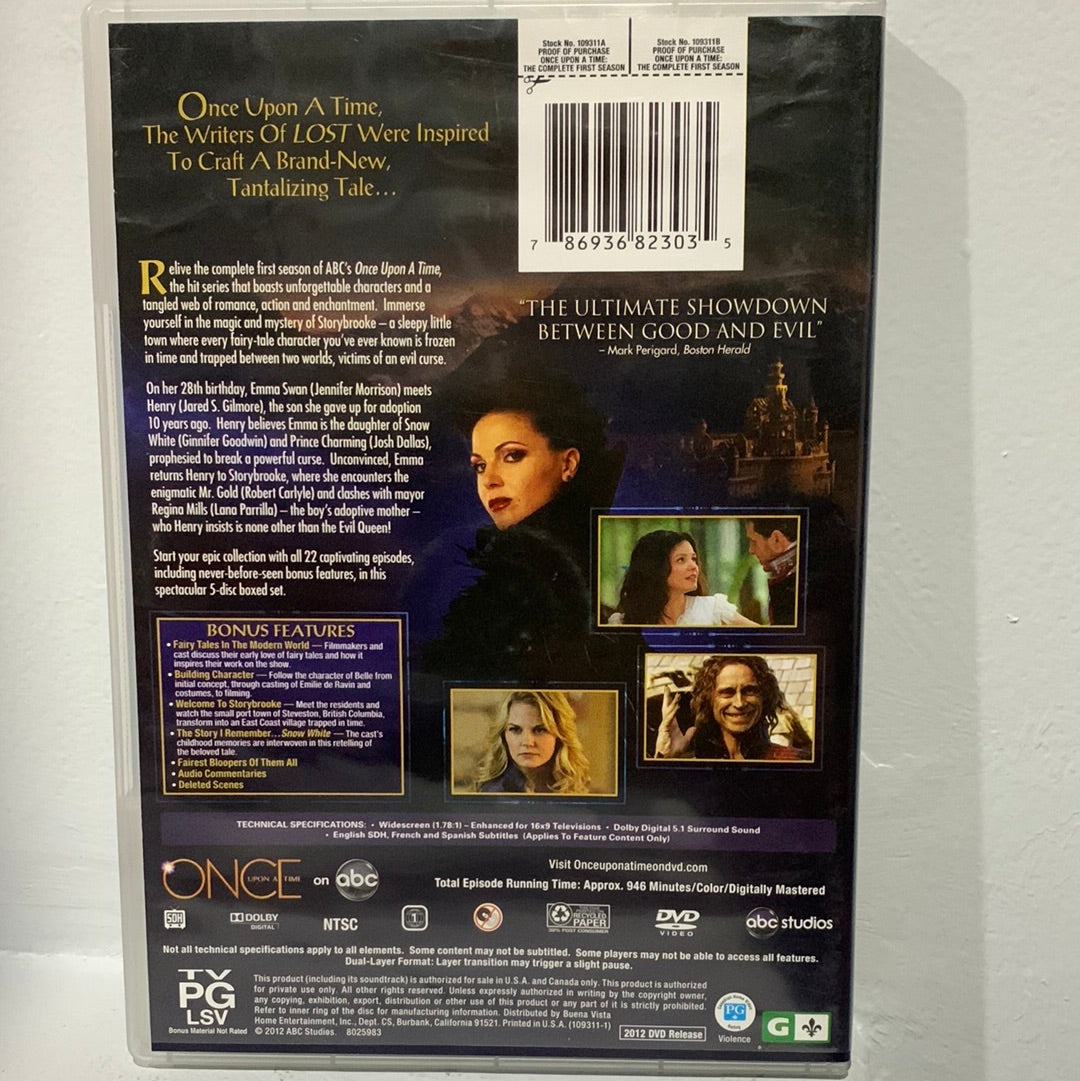 Stock No. 109311A
PROOF OF PURCHASE
ONCE UPON A TIME:
THE COMPLETE FIRST SEASON
Stock No. 109311B
PROOF OF PURCHASE
ONCE UPON A TIME:
THE COMPLETE FIRST SEASON
7 86936 82303 5
Once Upon A Time,
The Writers Of LOST Were Inspired
To Craft A Brand-New,
Tantalizing Tale...
Relive the complete first season of ABC's Once Upon A Time,
the hit series that boasts unforgettable characters and a
tangled web of romance, action and enchantment. Immerse
yourself in the magic and mystery of Storybrooke – a sleepy little
town where every fairy-tale character you've ever known is frozen
in time and trapped between two worlds, victims of an evil curse.
"THE ULTIMATE SHOWDOWN
BETWEEN GOOD AND EVIL"
– Mark Perigard, Boston Herald
On her 28th birthday, Emma Swan (Jennifer Morrison) meets
Henry (Jared S. Gilmore), the son she gave up for adoption
10 years ago. Henry believes Emma is the daughter of Snow
White (Ginnifer Goodwin) and Prince Charming (Josh Dallas),
prophesied to break a powerful curse. Unconvinced, Emma
returns Henry to Storybrooke, where she encounters the
enigmatic Mr. Gold (Robert Carlyle) and clashes with mayor
Regina Mills (Lana Parrilla) – the boy's adoptive mother –
who Henry insists is none other than the Evil Queen!
Start your epic collection with all 22 captivating episodes,
including never-before-seen bonus features, in this
spectacular 5-disc boxed set.
BONUS FEATURES
• Fairy Tales In The Modern World — Filmmakers and
cast discuss their early love of fairy tales and how it
inspires their work on the show.
• Building Character — Follow the character of Belle from
initial concept, through casting of Emilie de Ravin and
costumes, to filming.
• Welcome To Storybrooke — Meet the residents and
watch the small port town of Steveston, British Columbia,
transform into an East Coast village trapped in time.
• The Story I Remember...Snow White — The cast's
childhood memories are interwoven in this retelling of
the beloved tale.
• Fairest Bloopers Of Them All
• Audio Commentaries
• Deleted Scenes
TECHNICAL SPECIFICATIONS: • Widescreen (1.78:1) – Enhanced for 16x9 Televisions • Dolby Digital 5.1 Surround Sound
• English SDH, French and Spanish Subtitles (Applies To Feature Content Only)
ONCE UPON A TIME on abc
Visit Onceuponatimeondvd.com
Total Episode Running Time: Approx. 946 Minutes/Color/Digitally Mastered
SDH
DOLBY
DIGITAL
NTSC
1
RECYCLED
PAPER
30% POST CONSUMER
DVD
VIDEO
abc studios
Not all technical specifications apply to all elements. Some content may not be subtitled. Some players may not be able to access all features.
Dual-Layer Format: Layer transition may trigger a slight pause.
TV
PG
LSV
Bonus Material Not Rated
This product (including its soundtrack) is authorized for sale in U.S.A. and Canada only. This product is authorized
for private use only. All other rights reserved. Unless expressly authorized in writing by the copyright owner,
any copying, exhibition, export, distribution or other use of this product or any part of it is strictly prohibited.
Refer to inner ring of the disc for manufacturing information. Distributed by Buena Vista
Home Entertainment, Inc., Dept. CS, Burbank, California 91521. Printed in U.S.A. (109311-1)
© 2012 ABC Studios. 8025983
2012 DVD Release
PG
Violence
G